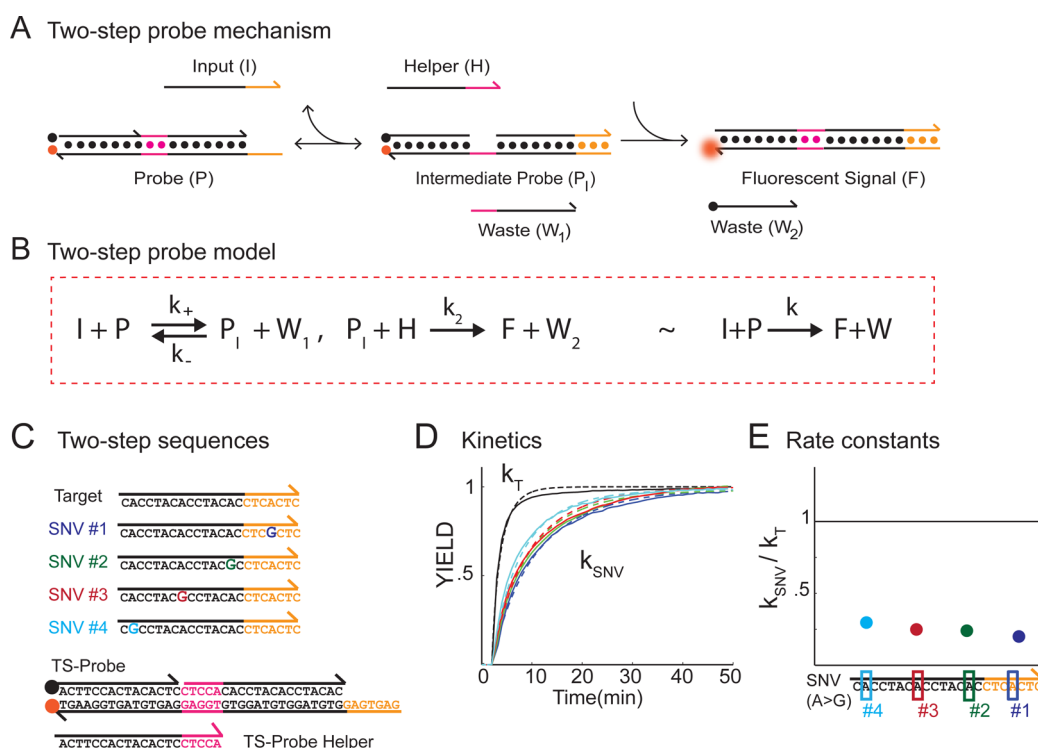 A Two-step probe mechanism
Input (I)
Helper (H)
Probe (P)
Intermediate Probe (P_I)
Fluorescent Signal (F)
Waste (W_1)
Waste (W_2)
B Two-step probe model
I + P k_+ k_- P_I + W_1 , P_I + H k_2 F + W_2 ~ I+P k F+W
C Two-step sequences
Target CACCTACACCTACACCTCACTC
SNV #1 CACCTACACCTACACCTCGCTC
SNV #2 CACCTACACCTACGCCTCACTC
SNV #3 CACCTACGCCTACACCTCACTC
SNV #4 CGCCTACACCTACACCTCACTC
TS-Probe
ACTTCCACTACACTCCTCCACACCTACACCTACAC
TGAAGGTGATGTGAGGAGGTGTGGATGTGGATGTGGAGTGAG
ACTTCCACTACACTCCTCCA TS-Probe Helper
D Kinetics
k_T
k_SNV
YIELD
1
.5
0 10 20 30 40 50
Time(min)
E Rate constants
k_SNV / k_T
1
.5
SNV (A>G)
CACCTACACCTACACCTCACTC
#4 #3 #2 #1